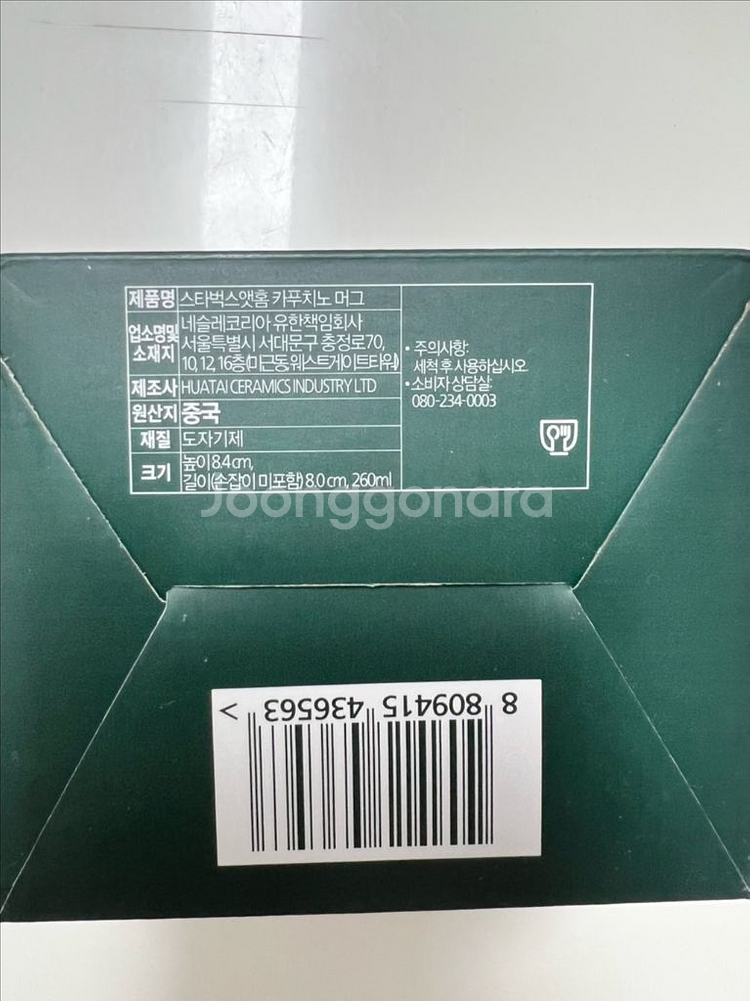 제품명 스타벅스앳홈 카푸치노 머그
업소명및 소재지
네슬레코리아 유한책임회사
서울특별시 서대문구 충정로70,
10, 12, 16층(미근동,웨스트게이트타워)
제조사 HUATAI CERAMICS INDUSTRY LTD
원산지 중국
재질 도자기제
크기
높이 8.4cm,
길이(손잡이 미포함) 8.0 cm, 260ml
• 주의사항:
세척 후 사용하십시오
• 소비자 상담실:
080-234-0003
Joonggonara
8 809415 436563 >